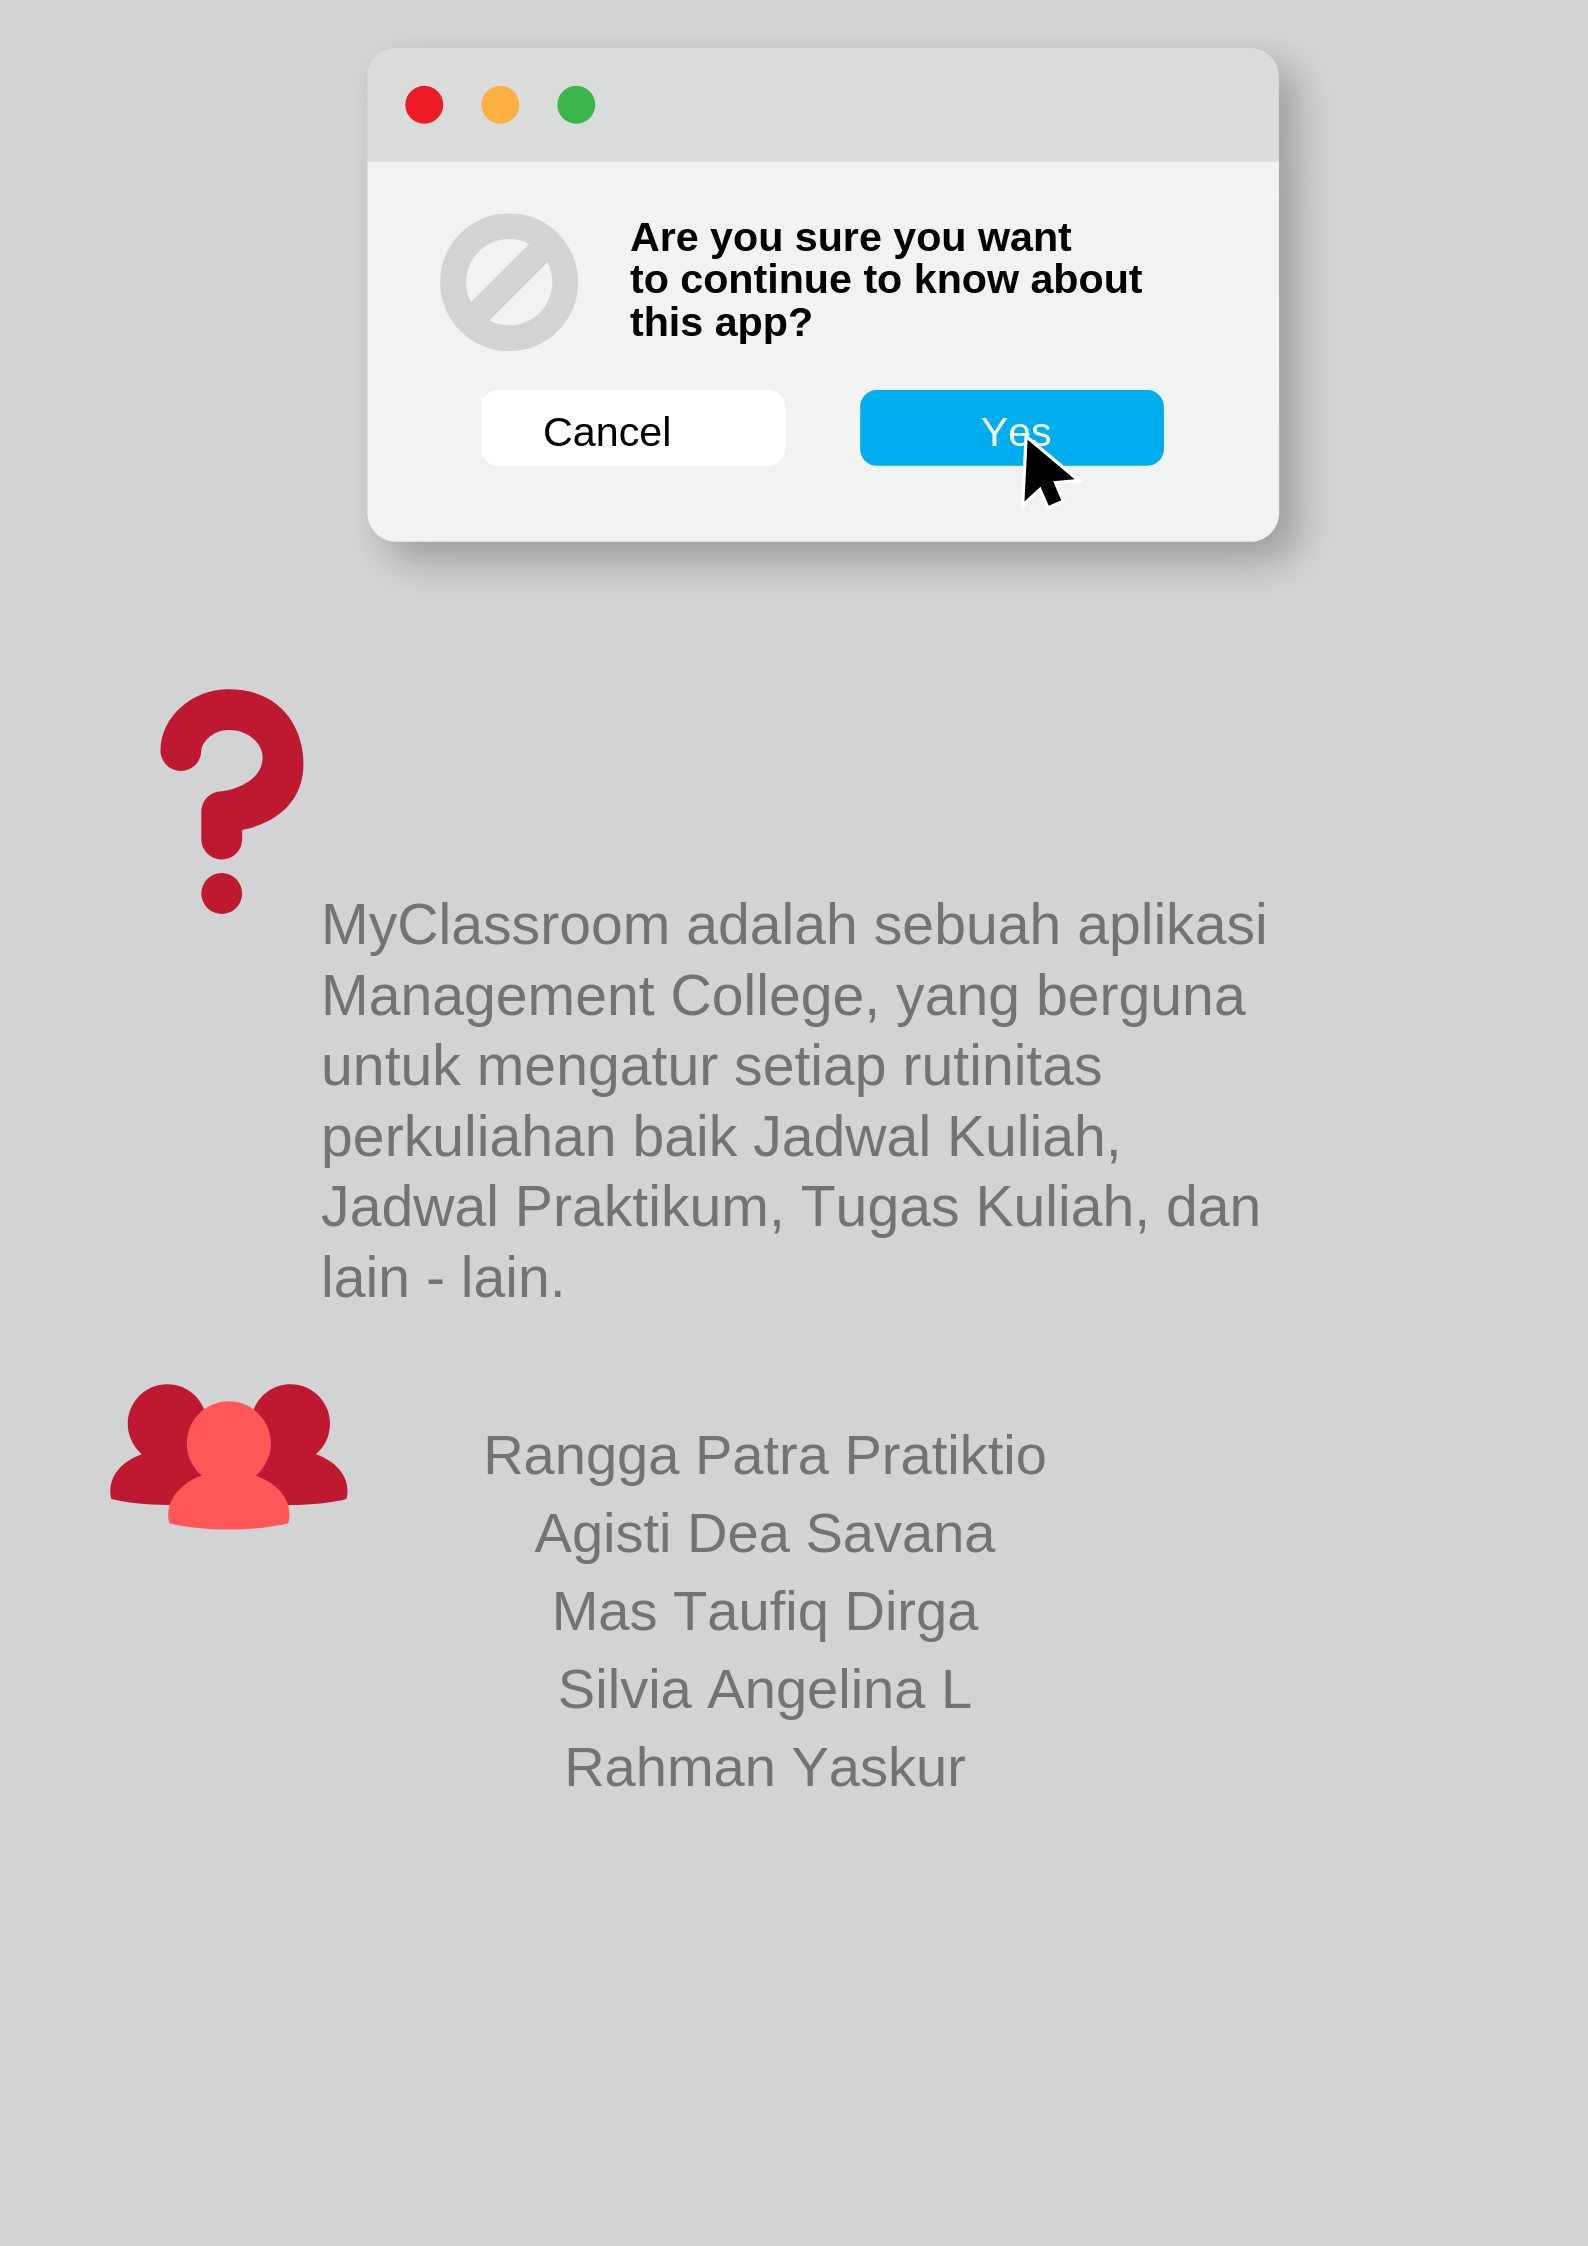 Are you sure you want
to continue to know about
this app?
Cancel
Yes
MyClassroom adalah sebuah aplikasi
Management College, yang berguna
untuk mengatur setiap rutinitas
perkuliahan baik Jadwal Kuliah,
Jadwal Praktikum, Tugas Kuliah, dan
lain - lain.
Rangga Patra Pratiktio
Agisti Dea Savana
Mas Taufiq Dirga
Silvia Angelina L
Rahman Yaskur